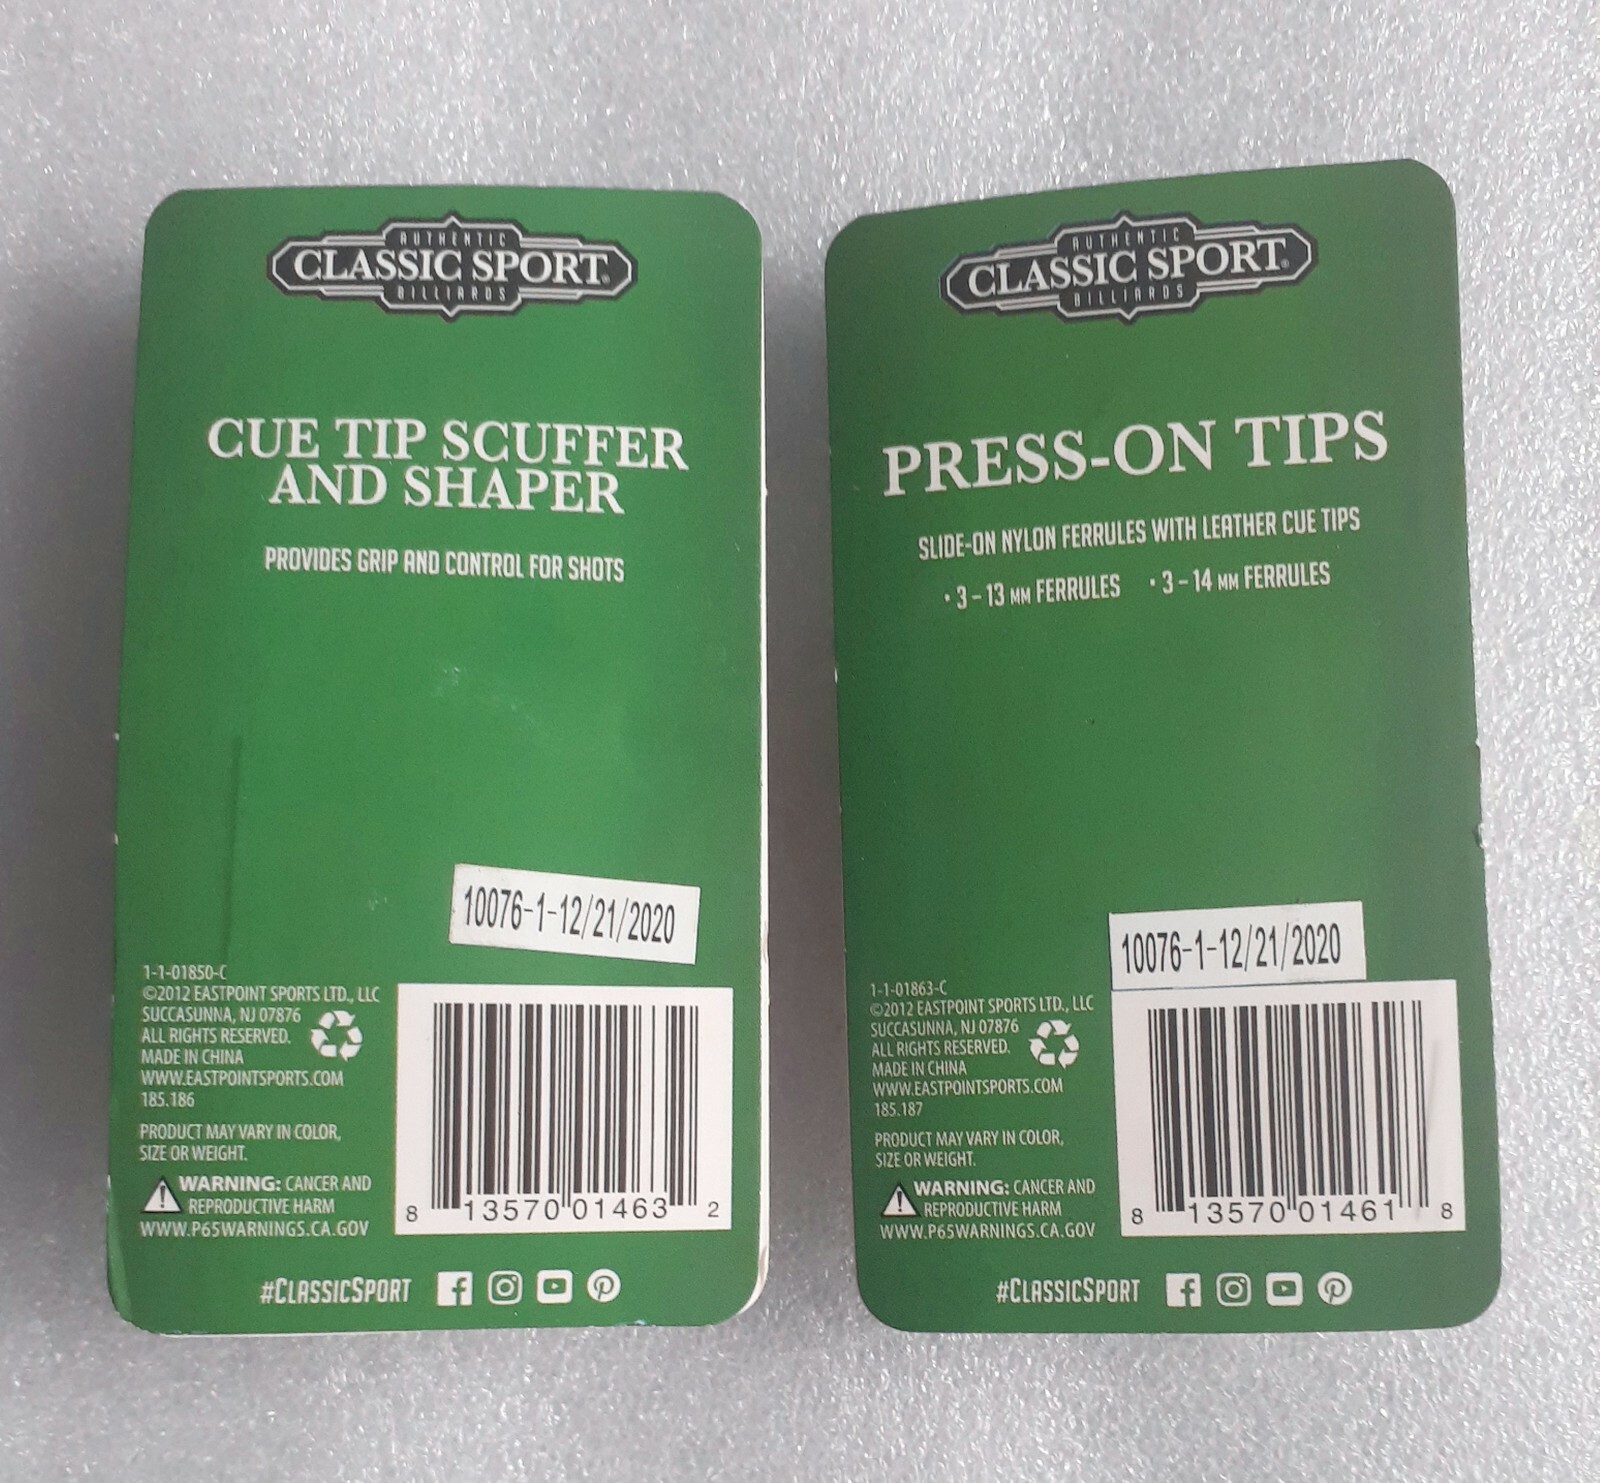 AUTHENTIC
CLASSIC SPORT®
BILLIARDS
CUE TIP SCUFFER
AND SHAPER
PROVIDES GRIP AND CONTROL FOR SHOTS
10076-1-12/21/2020
1-1-01850-C
©2012 EASTPOINT SPORTS LTD., LLC
SUCCASUNNA, NJ 07876
ALL RIGHTS RESERVED.
MADE IN CHINA
WWW.EASTPOINTSPORTS.COM
185.186
PRODUCT MAY VARY IN COLOR,
SIZE OR WEIGHT.
WARNING: CANCER AND
REPRODUCTIVE HARM
WWW.P65WARNINGS.CA.GOV
8 13570 01463 2
#CLASSICSPORT
AUTHENTIC
CLASSIC SPORT®
BILLIARDS
PRESS-ON TIPS
SLIDE-ON NYLON FERRULES WITH LEATHER CUE TIPS
• 3 – 13 MM FERRULES • 3 – 14 MM FERRULES
10076-1-12/21/2020
1-1-01863-C
©2012 EASTPOINT SPORTS LTD., LLC
SUCCASUNNA, NJ 07876
ALL RIGHTS RESERVED.
MADE IN CHINA
WWW.EASTPOINTSPORTS.COM
185.187
PRODUCT MAY VARY IN COLOR,
SIZE OR WEIGHT.
WARNING: CANCER AND
REPRODUCTIVE HARM
WWW.P65WARNINGS.CA.GOV
8 13570 01461 8
#CLASSICSPORT